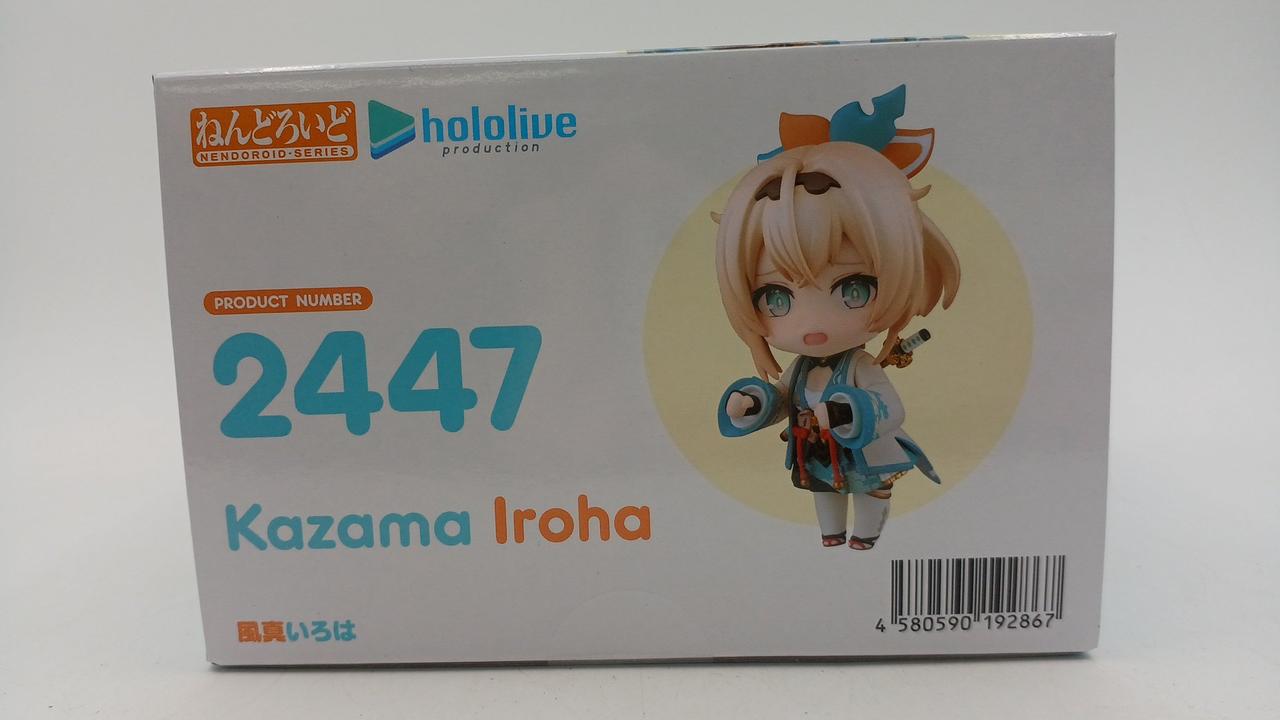 ねんどろいど
NENDOROID-SERIES
hololive
production
PRODUCT NUMBER
2447
Kazama Iroha
風真いろは
4 580590 192867